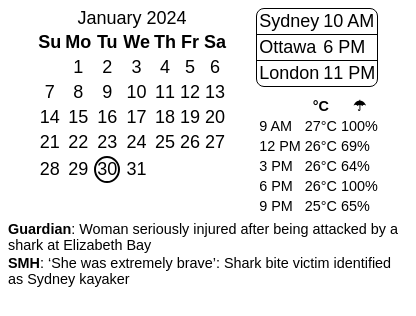 January 2024
Su Mo Tu We Th Fr Sa
1 2 3 4 5 6
7 8 9 10 11 12 13
14 15 16 17 18 19 20
21 22 23 24 25 26 27
28 29 30 31
Sydney 10 AM
Ottawa 6 PM
London 11 PM
°C ☂
9 AM 27°C 100%
12 PM 26°C 69%
3 PM 26°C 64%
6 PM 26°C 100%
9 PM 25°C 65%
Guardian: Woman seriously injured after being attacked by a
shark at Elizabeth Bay
SMH: ‘She was extremely brave’: Shark bite victim identified
as Sydney kayaker